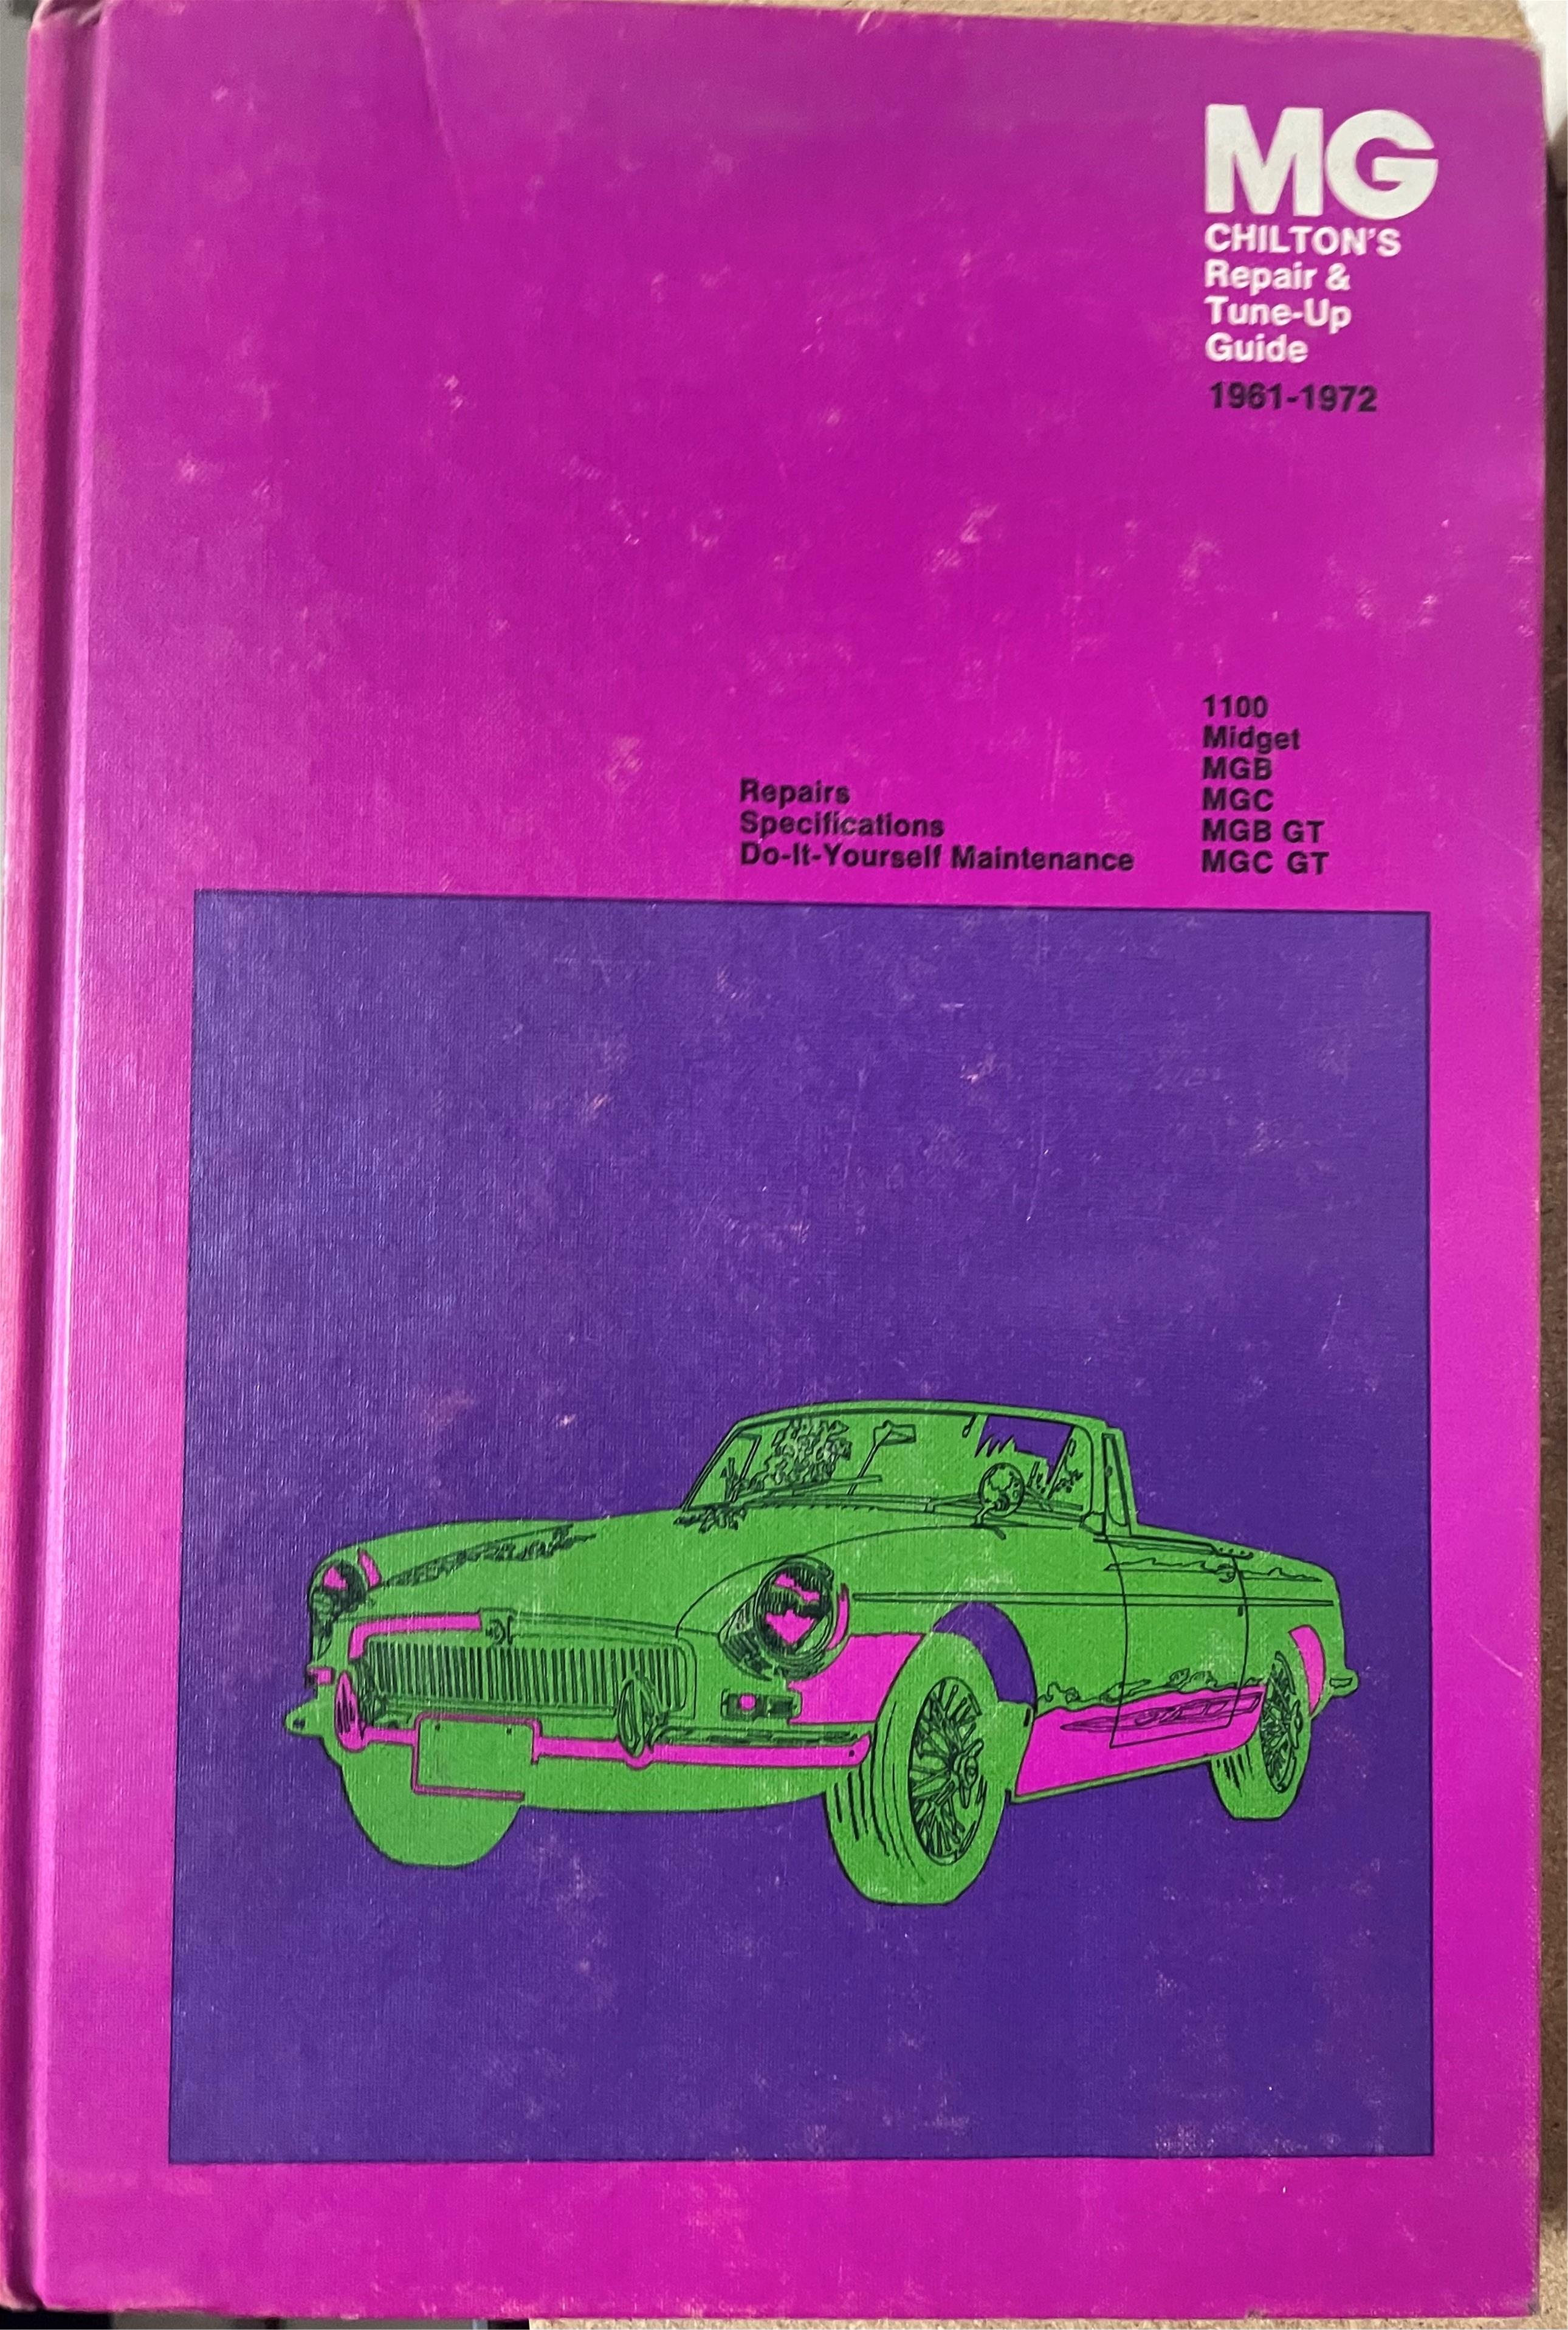 MG
CHILTON'S
Repair &
Tune-Up
Guide
1961-1972
1100
Midget
MGB
MGC
MGB GT
MGC GT
Repairs
Specifications
Do-It-Yourself Maintenance